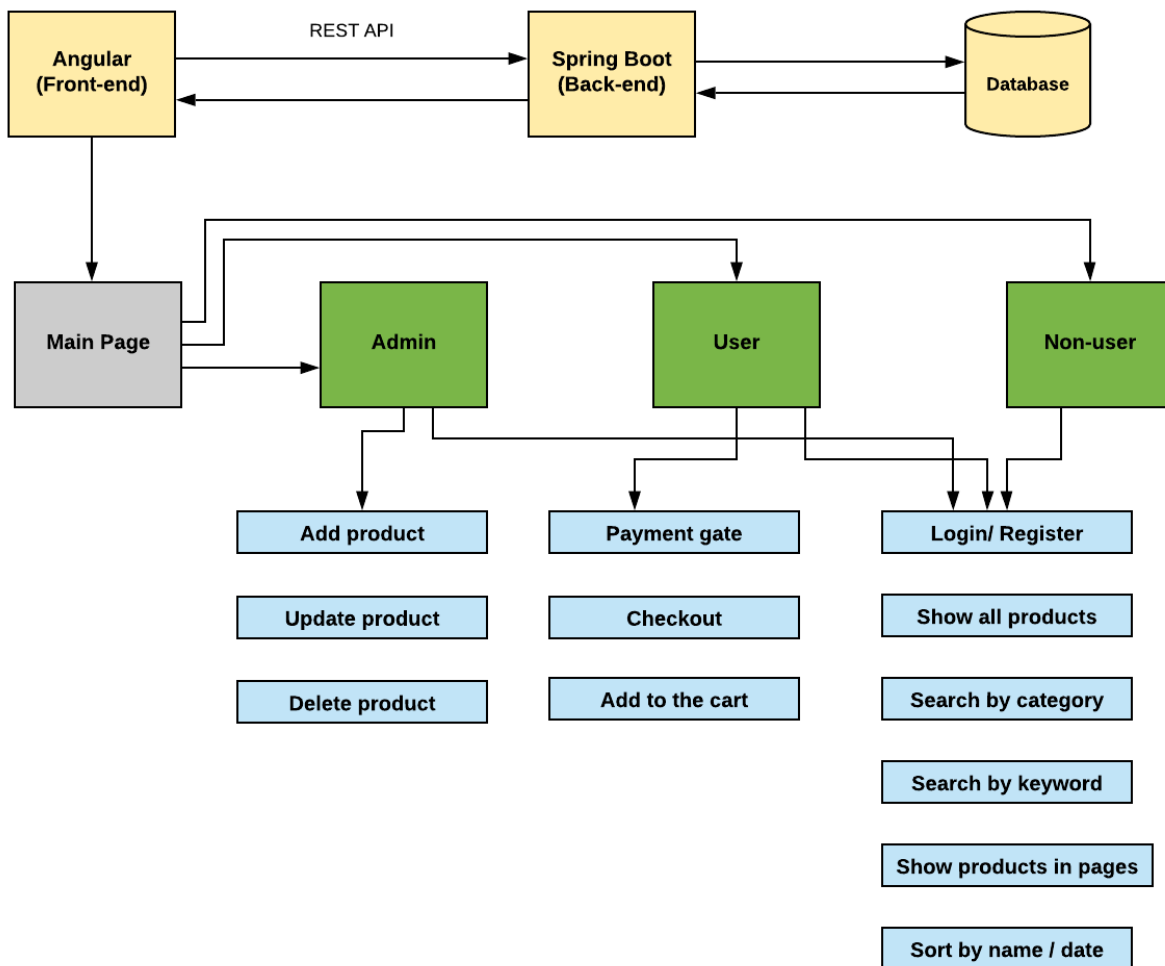 REST API
Angular
(Front-end)
Spring Boot
(Back-end)
Database
Main Page
Admin
User
Non-user
Add product
Payment gate
Login/ Register
Update product
Checkout
Show all products
Delete product
Add to the cart
Search by category
Search by keyword
Show products in pages
Sort by name / date